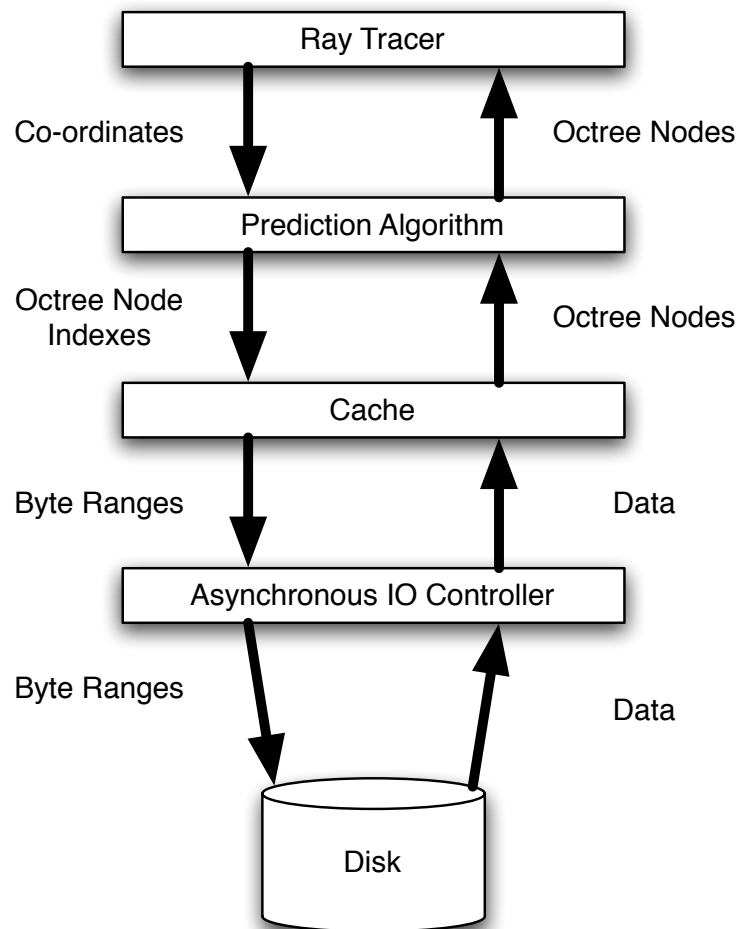 Ray Tracer
Co-ordinates
Octree Nodes
Prediction Algorithm
Octree Node
Indexes
Octree Nodes
Cache
Byte Ranges
Data
Asynchronous IO Controller
Byte Ranges
Data
Disk